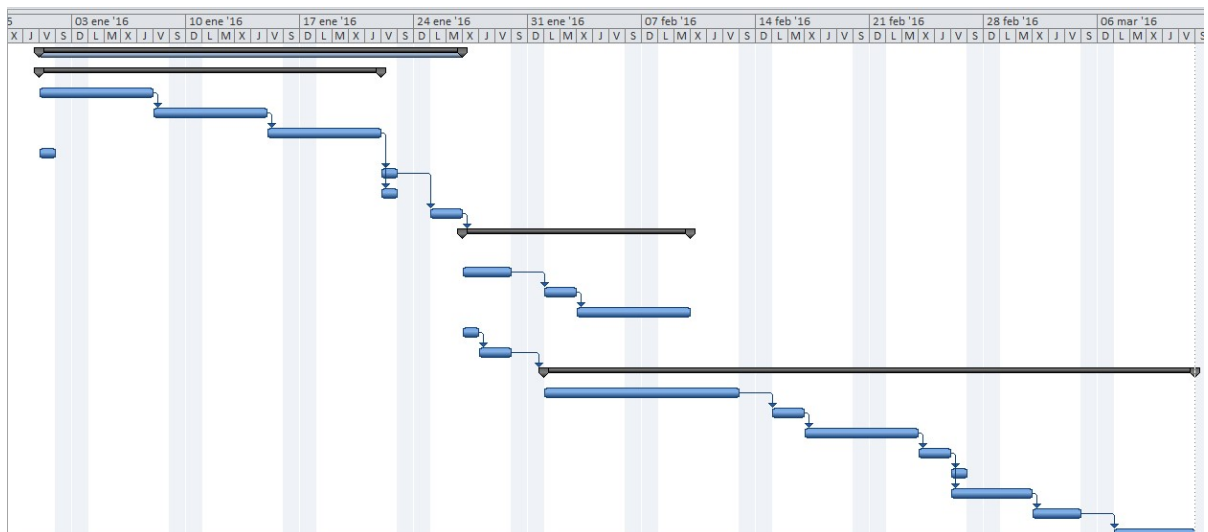 5 03 ene '16 10 ene '16 17 ene '16 24 ene '16 31 ene '16 07 feb '16 14 feb '16 21 feb '16 28 feb '16 06 mar '16
X J V S D L M X J V S D L M X J V S D L M X J V S D L M X J V S D L M X J V S D L M X J V S D L M X J V S D L M X J V S D L M X J V S D L M X J V S